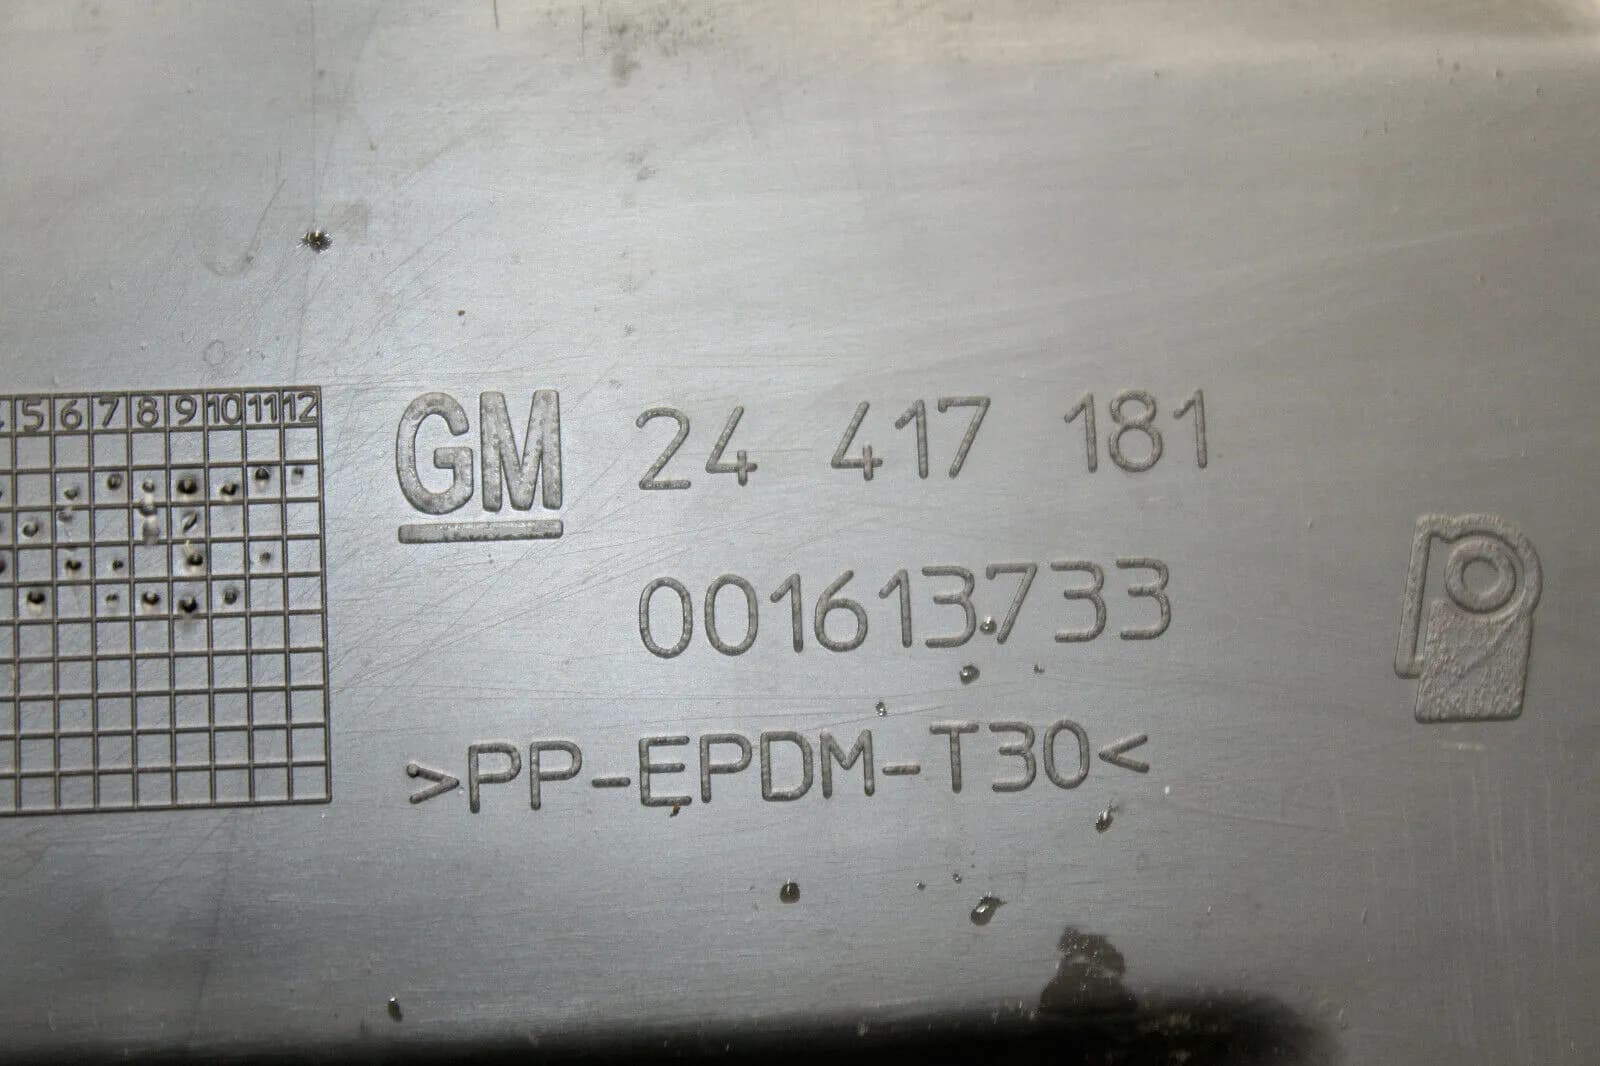 5 6 7 8 9 10 11 12
GM 24 417 181
001613733
>PP-EPDM-T30<